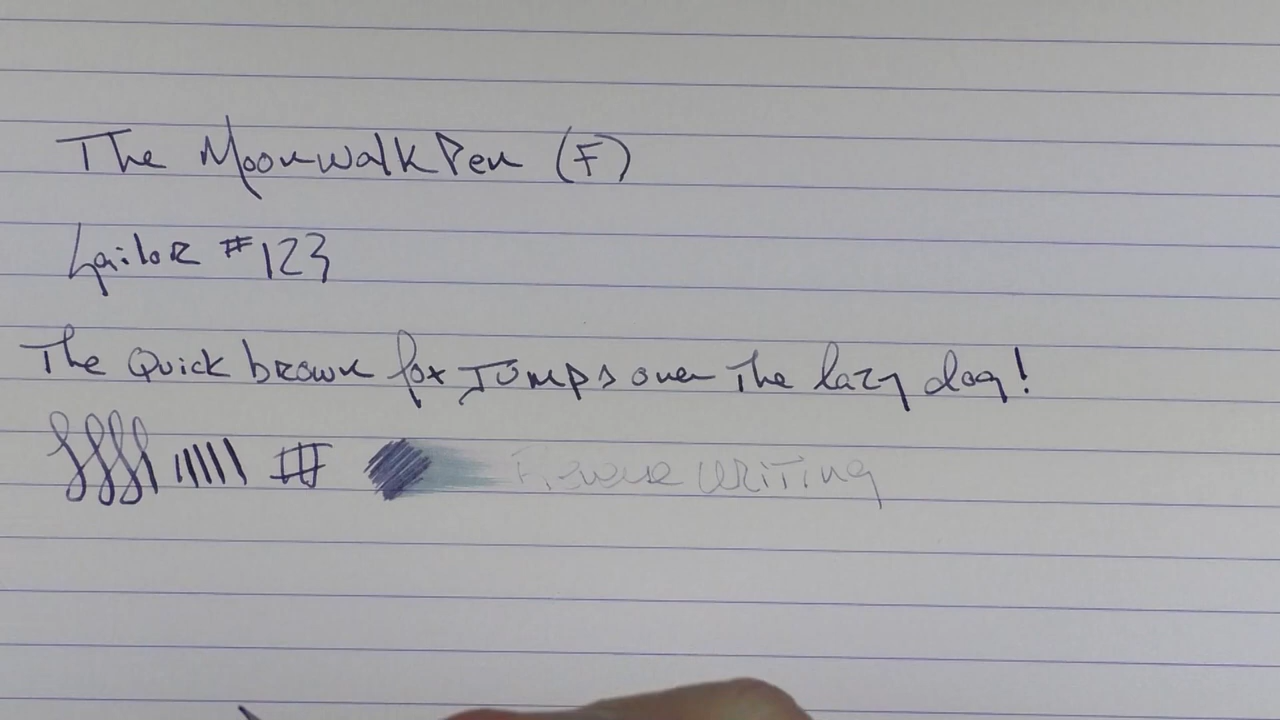 The Moonwalk Pen (F)
Sailor #123
The Quick brown fox Jumps over The lazy dog!
Reverse Writing